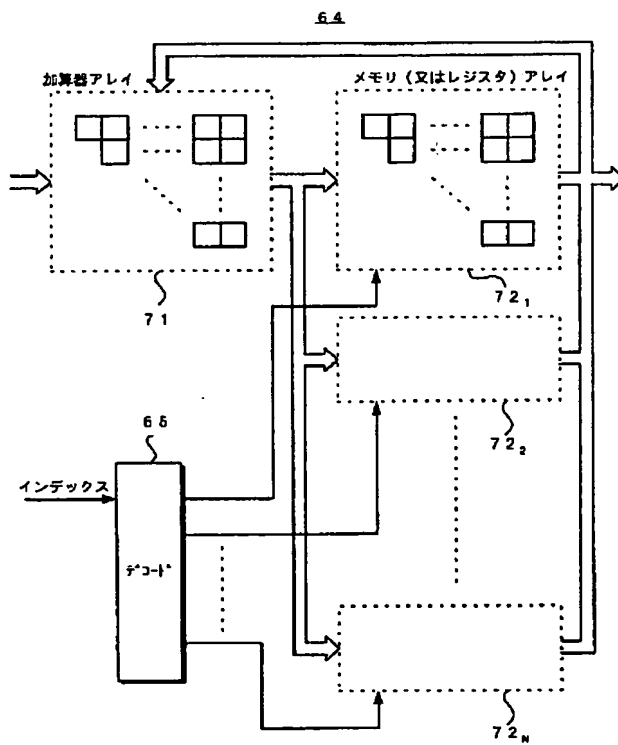 64
加算器アレイ
メモリ(又はレジスタ)アレイ
71
72₁
72₂
65
インデックス
デコード
72ₙ